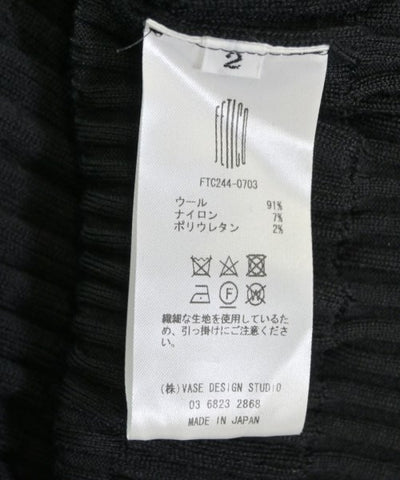 2
FETICO
FTC244-0703
ウール 91%
ナイロン 7%
ポリウレタン 2%
F W
繊細な生地を使用しているた
め、引っ掛けにご注意くださ
い。
(株)VASE DESIGN STUDIO
03 6823 2868
MADE IN JAPAN